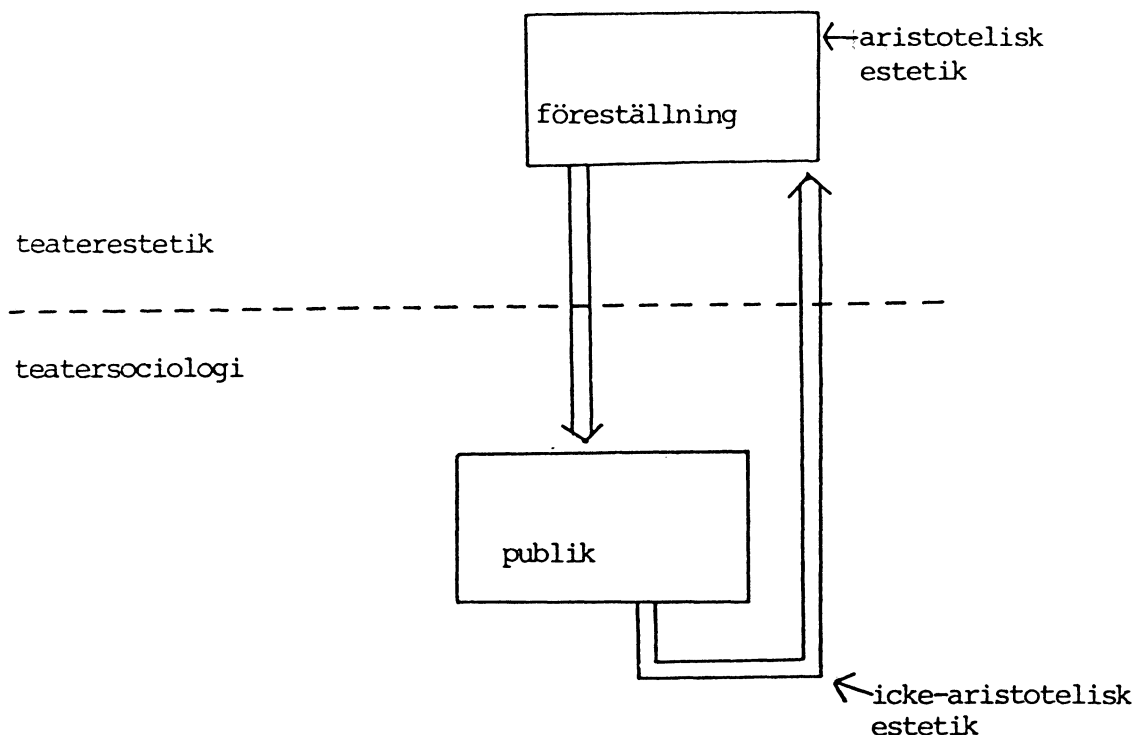 aristotelisk
estetik
föreställning
teaterestetik
teatersociologi
publik
icke-aristotelisk
estetik